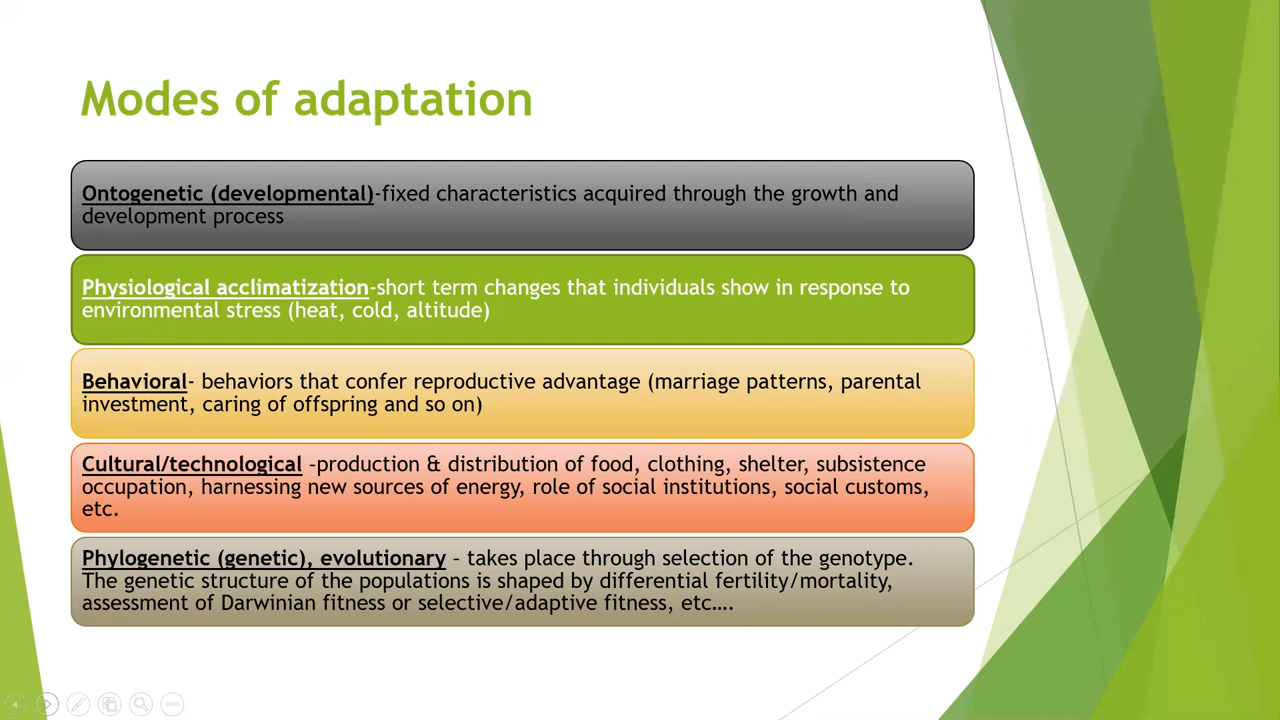 Modes of adaptation
Ontogenetic (developmental)-fixed characteristics acquired through the growth and
development process
Physiological acclimatization-short term changes that individuals show in response to
environmental stress (heat, cold, altitude)
Behavioral- behaviors that confer reproductive advantage (marriage patterns, parental
investment, caring of offspring and so on)
Cultural/technological –production & distribution of food, clothing, shelter, subsistence
occupation, harnessing new sources of energy, role of social institutions, social customs,
etc.
Phylogenetic (genetic), evolutionary – takes place through selection of the genotype.
The genetic structure of the populations is shaped by differential fertility/mortality,
assessment of Darwinian fitness or selective/adaptive fitness, etc….